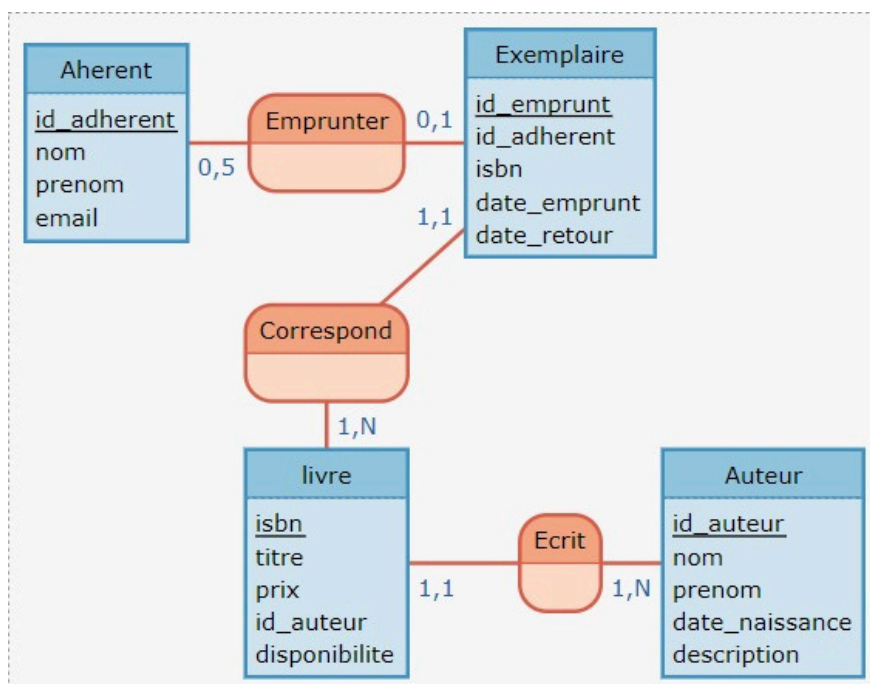 Aherent
id_adherent
nom
prenom
email
0,5
Emprunter
0,1
Exemplaire
id_emprunt
id_adherent
isbn
date_emprunt
date_retour
1,1
Correspond
1,N
livre
isbn
titre
prix
id_auteur
disponibilite
1,1
Ecrit
1,N
Auteur
id_auteur
nom
prenom
date_naissance
description